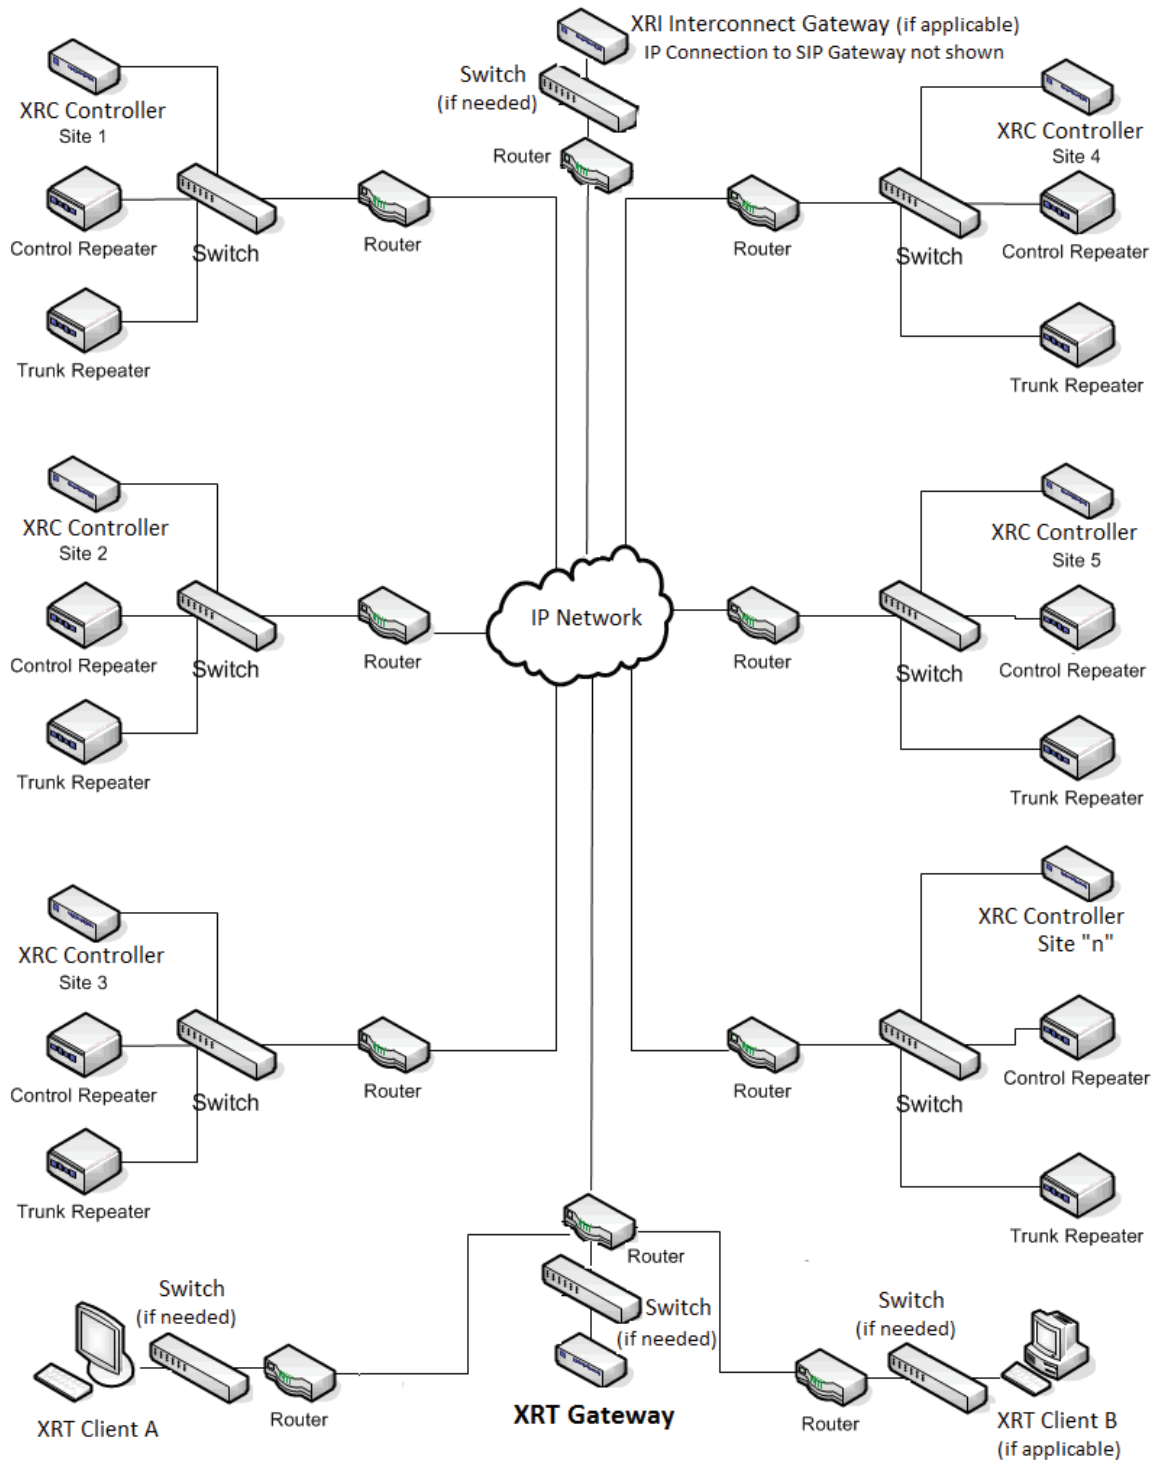 XRI Interconnect Gateway (if applicable)
IP Connection to SIP Gateway not shown
Switch
(if needed)
Router
XRC Controller
Site 1
Control Repeater
Switch
Router
Trunk Repeater
XRC Controller
Site 4
Router
Switch
Control Repeater
Trunk Repeater
XRC Controller
Site 2
Control Repeater
Switch
Router
Trunk Repeater
IP Network
XRC Controller
Site 5
Router
Switch
Control Repeater
Trunk Repeater
XRC Controller
Site 3
Control Repeater
Switch
Router
Trunk Repeater
XRC Controller
Site "n"
Router
Switch
Control Repeater
Trunk Repeater
Router
Switch
(if needed)
XRT Gateway
Switch
(if needed)
Router
XRT Client A
Switch
(if needed)
Router
XRT Client B
(if applicable)